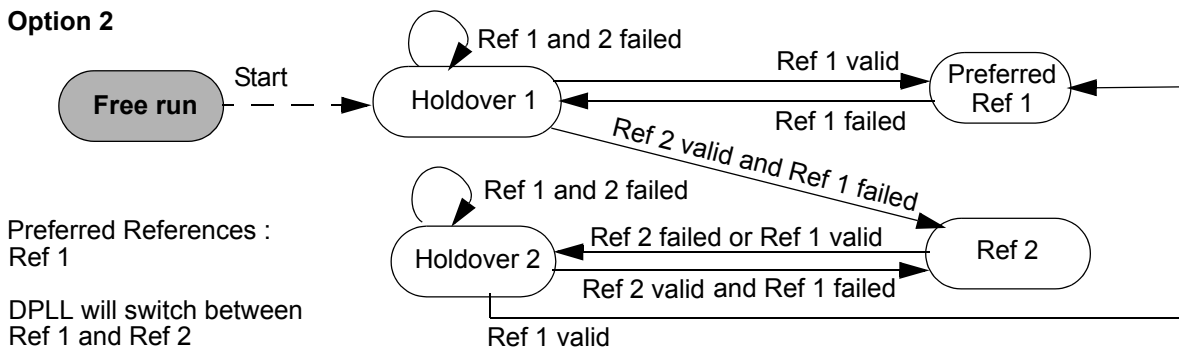 Option 2
Ref 1 and 2 failed
Start
Free run
Holdover 1
Ref 1 valid
Ref 1 failed
Preferred
Ref 1
Ref 2 valid and Ref 1 failed
Ref 1 and 2 failed
Preferred References :
Ref 1
Holdover 2
Ref 2 failed or Ref 1 valid
Ref 2 valid and Ref 1 failed
Ref 2
DPLL will switch between
Ref 1 and Ref 2
Ref 1 valid